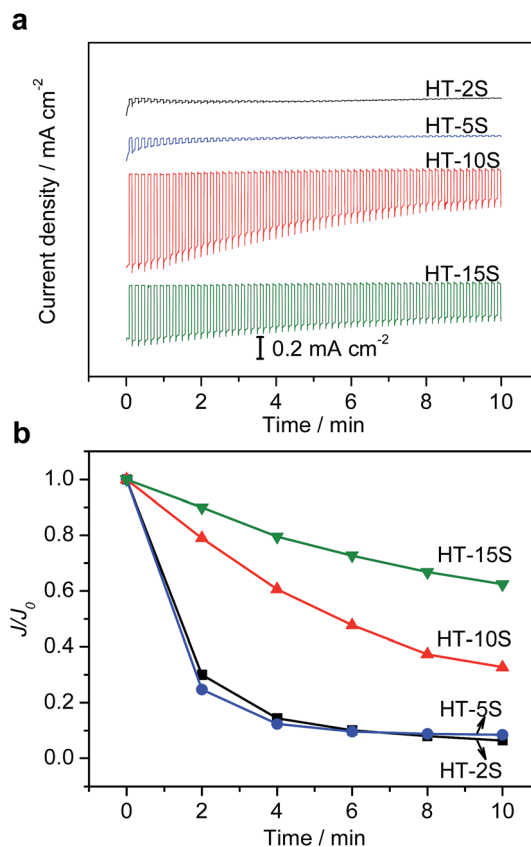 a
Current density / mA cm⁻²
HT-2S
HT-5S
HT-10S
HT-15S
0.2 mA cm⁻²
0 2 4 6 8 10
Time / min
b
J/J₀
1.0
0.8
0.6
0.4
0.2
0.0
HT-15S
HT-10S
HT-5S
HT-2S
0 2 4 6 8 10
Time / min